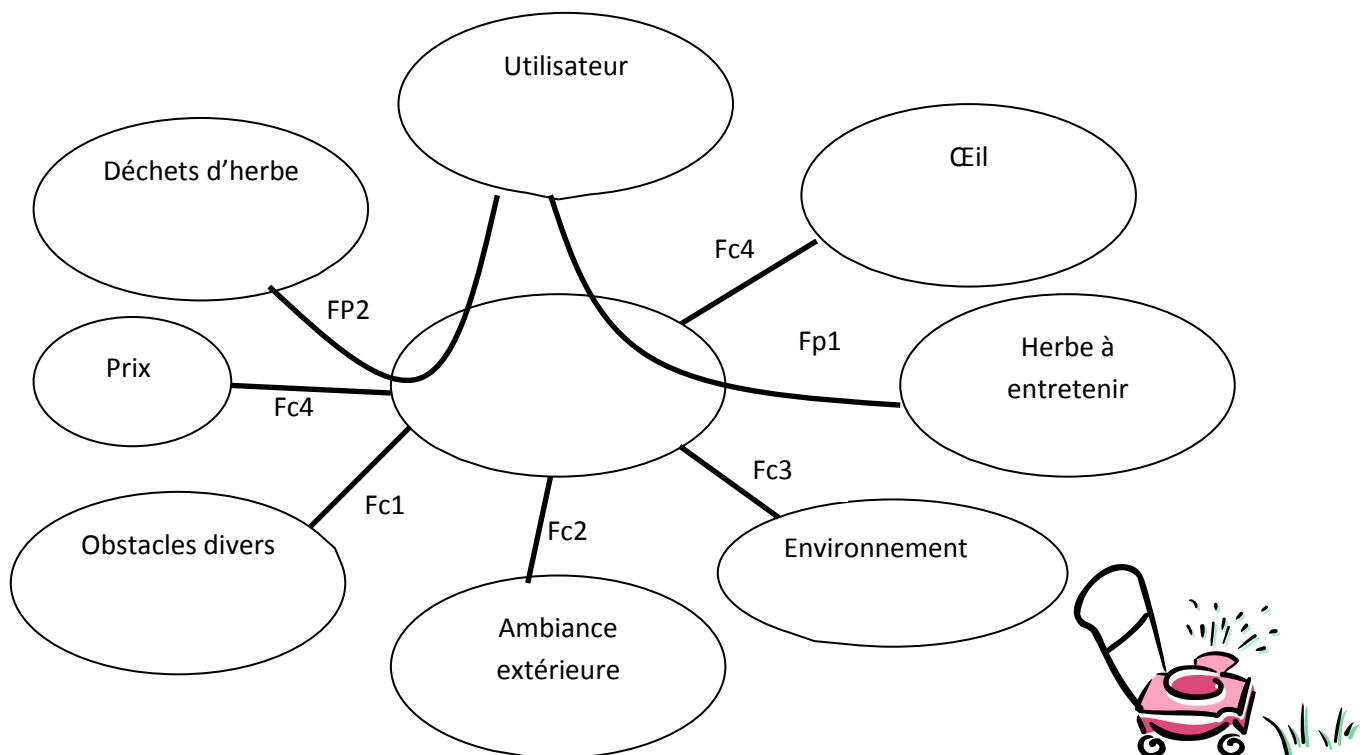 Utilisateur
Œil
Déchets d’herbe
Fc4
FP2
Fp1
Herbe à
entretenir
Prix
Fc4
Fc3
Fc1
Fc2
Obstacles divers
Environnement
Ambiance
extérieure